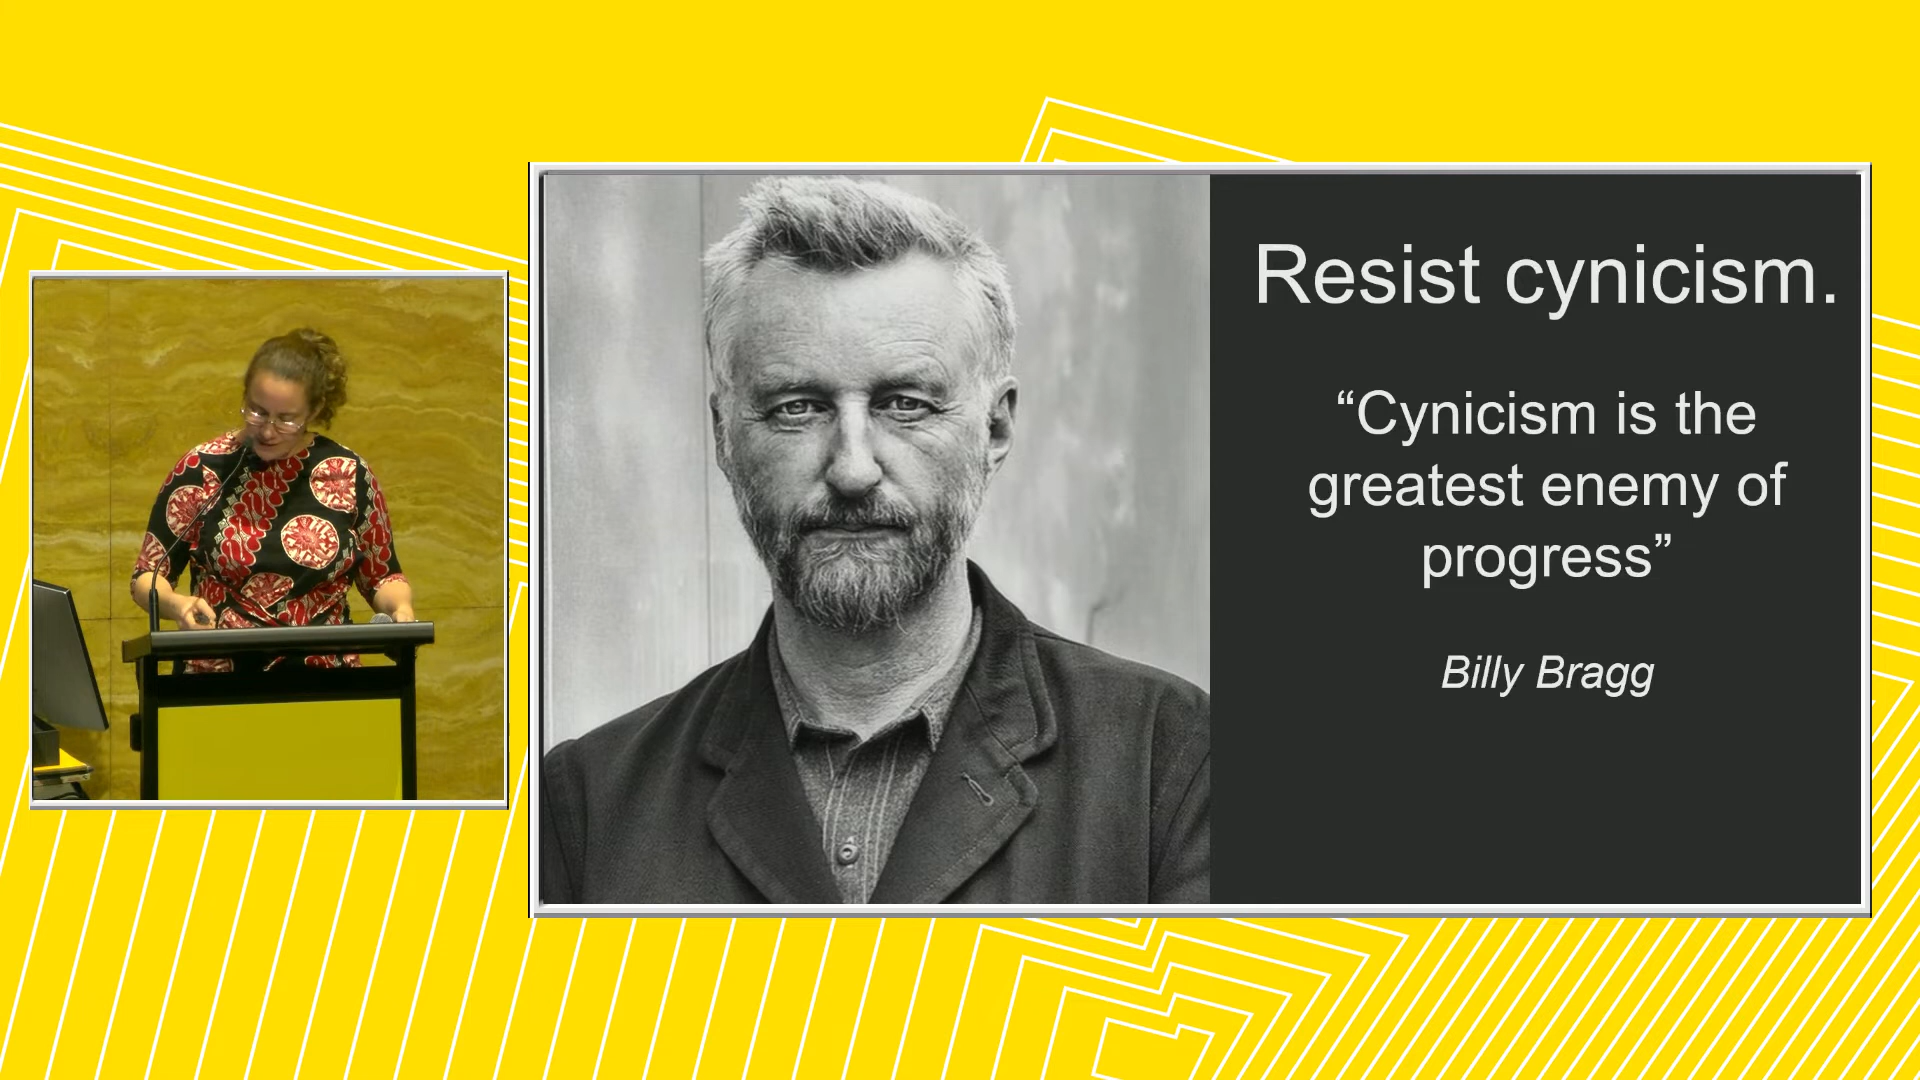 Resist cynicism.
“Cynicism is the
greatest enemy of
progress”
Billy Bragg